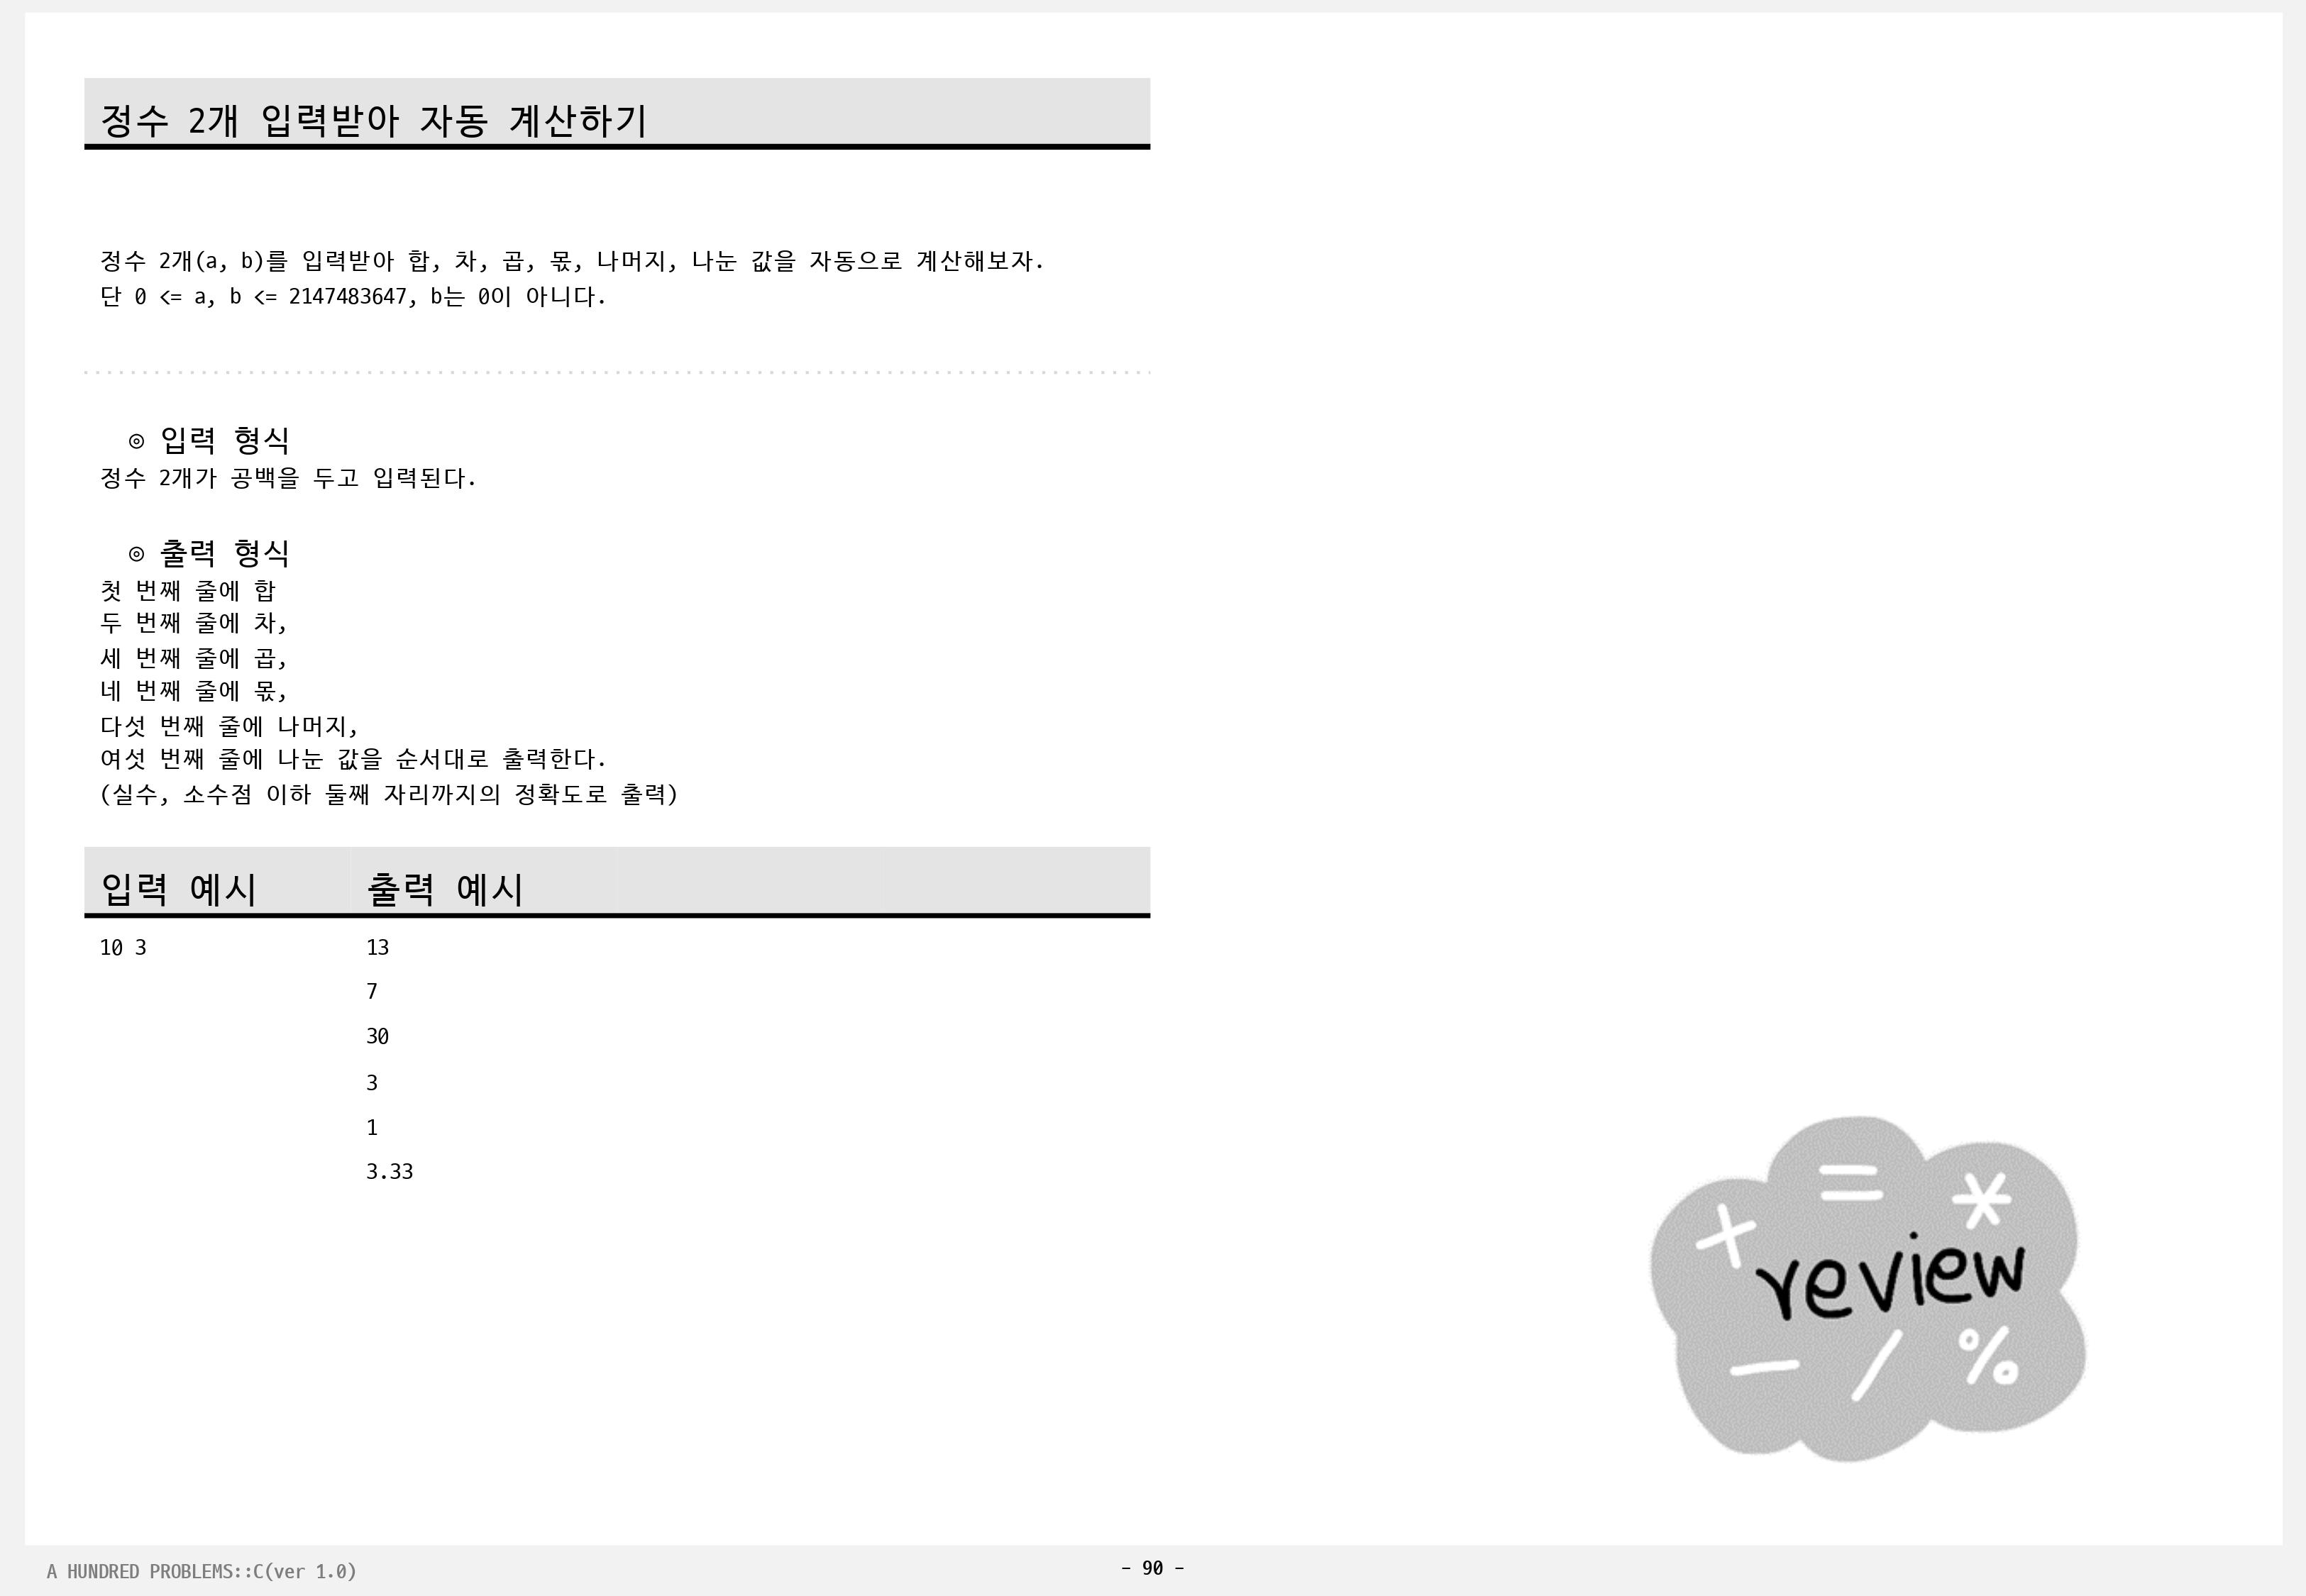 정수 2개 입력받아 자동 계산하기
정수 2개(a, b)를 입력받아 합, 차, 곱, 몫, 나머지, 나눈 값을 자동으로 계산해보자.
단 0 <= a, b <= 2147483647, b는 0이 아니다.
◎ 입력 형식
정수 2개가 공백을 두고 입력된다.
◎ 출력 형식
첫 번째 줄에 합
두 번째 줄에 차,
세 번째 줄에 곱,
네 번째 줄에 몫,
다섯 번째 줄에 나머지,
여섯 번째 줄에 나눈 값을 순서대로 출력한다.
(실수, 소수점 이하 둘째 자리까지의 정확도로 출력)
입력 예시 출력 예시
10 3 13
7
30
3
1
3.33
+ = *
review
- / %
A HUNDRED PROBLEMS::C(ver 1.0)
- 90 -